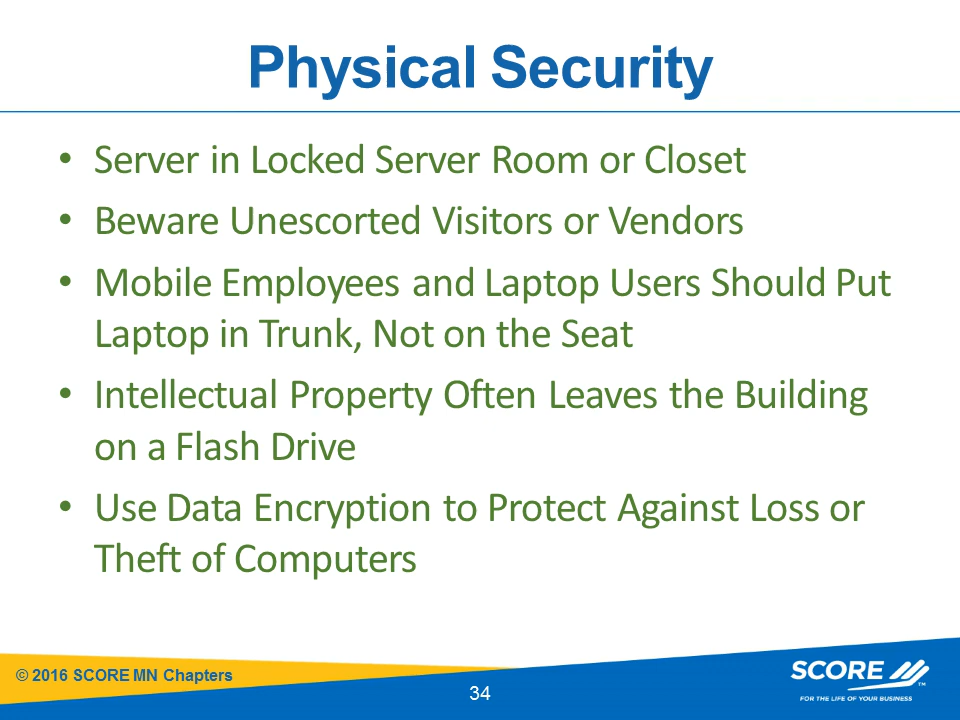 Physical Security
• Server in Locked Server Room or Closet
• Beware Unescorted Visitors or Vendors
• Mobile Employees and Laptop Users Should Put
Laptop in Trunk, Not on the Seat
• Intellectual Property Often Leaves the Building
on a Flash Drive
• Use Data Encryption to Protect Against Loss or
Theft of Computers
© 2016 SCORE MN Chapters
34
SCORE ™
FOR THE LIFE OF YOUR BUSINESS